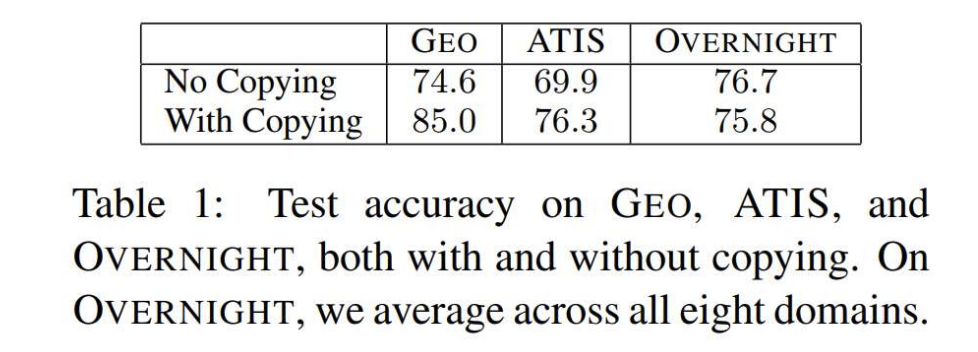 GEO ATIS OVERNIGHT
No Copying 74.6 69.9 76.7
With Copying 85.0 76.3 75.8
Table 1: Test accuracy on GEO, ATIS, and
OVERNIGHT, both with and without copying. On
OVERNIGHT, we average across all eight domains.